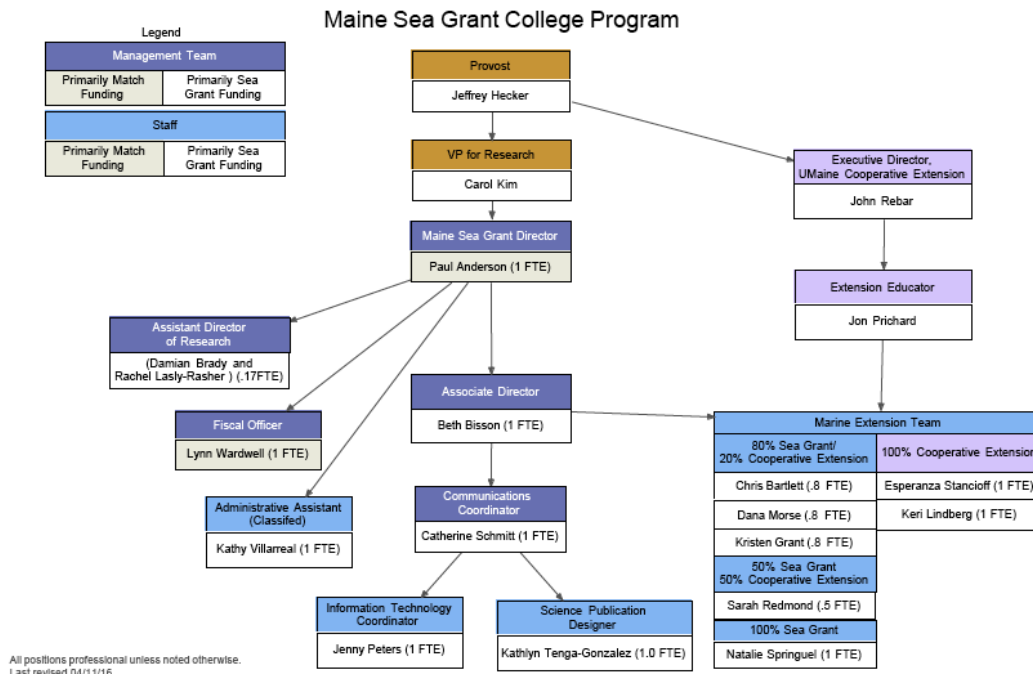 Maine Sea Grant College Program
Legend
Management Team
Primarily Match
Funding
Primarily Sea
Grant Funding
Staff
Primarily Match
Funding
Primarily Sea
Grant Funding
Provost
Jeffrey Hecker
VP for Research
Carol Kim
Executive Director,
UMaine Cooperative Extension
John Rebar
Maine Sea Grant Director
Paul Anderson (1 FTE)
Extension Educator
Jon Prichard
Assistant Director
of Research
(Damian Brady and
Rachel Lasly-Rasher ) (.17FTE)
Associate Director
Beth Bisson (1 FTE)
Fiscal Officer
Lynn Wardwell (1 FTE)
Administrative Assistant
(Classifed)
Kathy Villarreal (1 FTE)
Communications
Coordinator
Catherine Schmitt (1 FTE)
Information Technology
Coordinator
Jenny Peters (1 FTE)
Science Publication
Designer
Kathlyn Tenga-Gonzalez (1.0 FTE)
Marine Extension Team
80% Sea Grant/
20% Cooperative Extension
Chris Bartlett (.8 FTE)
Dana Morse (.8 FTE)
Kristen Grant (.8 FTE)
50% Sea Grant
50% Cooperative Extension
Sarah Redmond (.5 FTE)
100% Sea Grant
Natalie Springuel (1 FTE)
100% Cooperative Extension
Esperanza Stancioff (1 FTE)
Keri Lindberg (1 FTE)
All positions professional unless noted otherwise.
Last revised 04/11/16